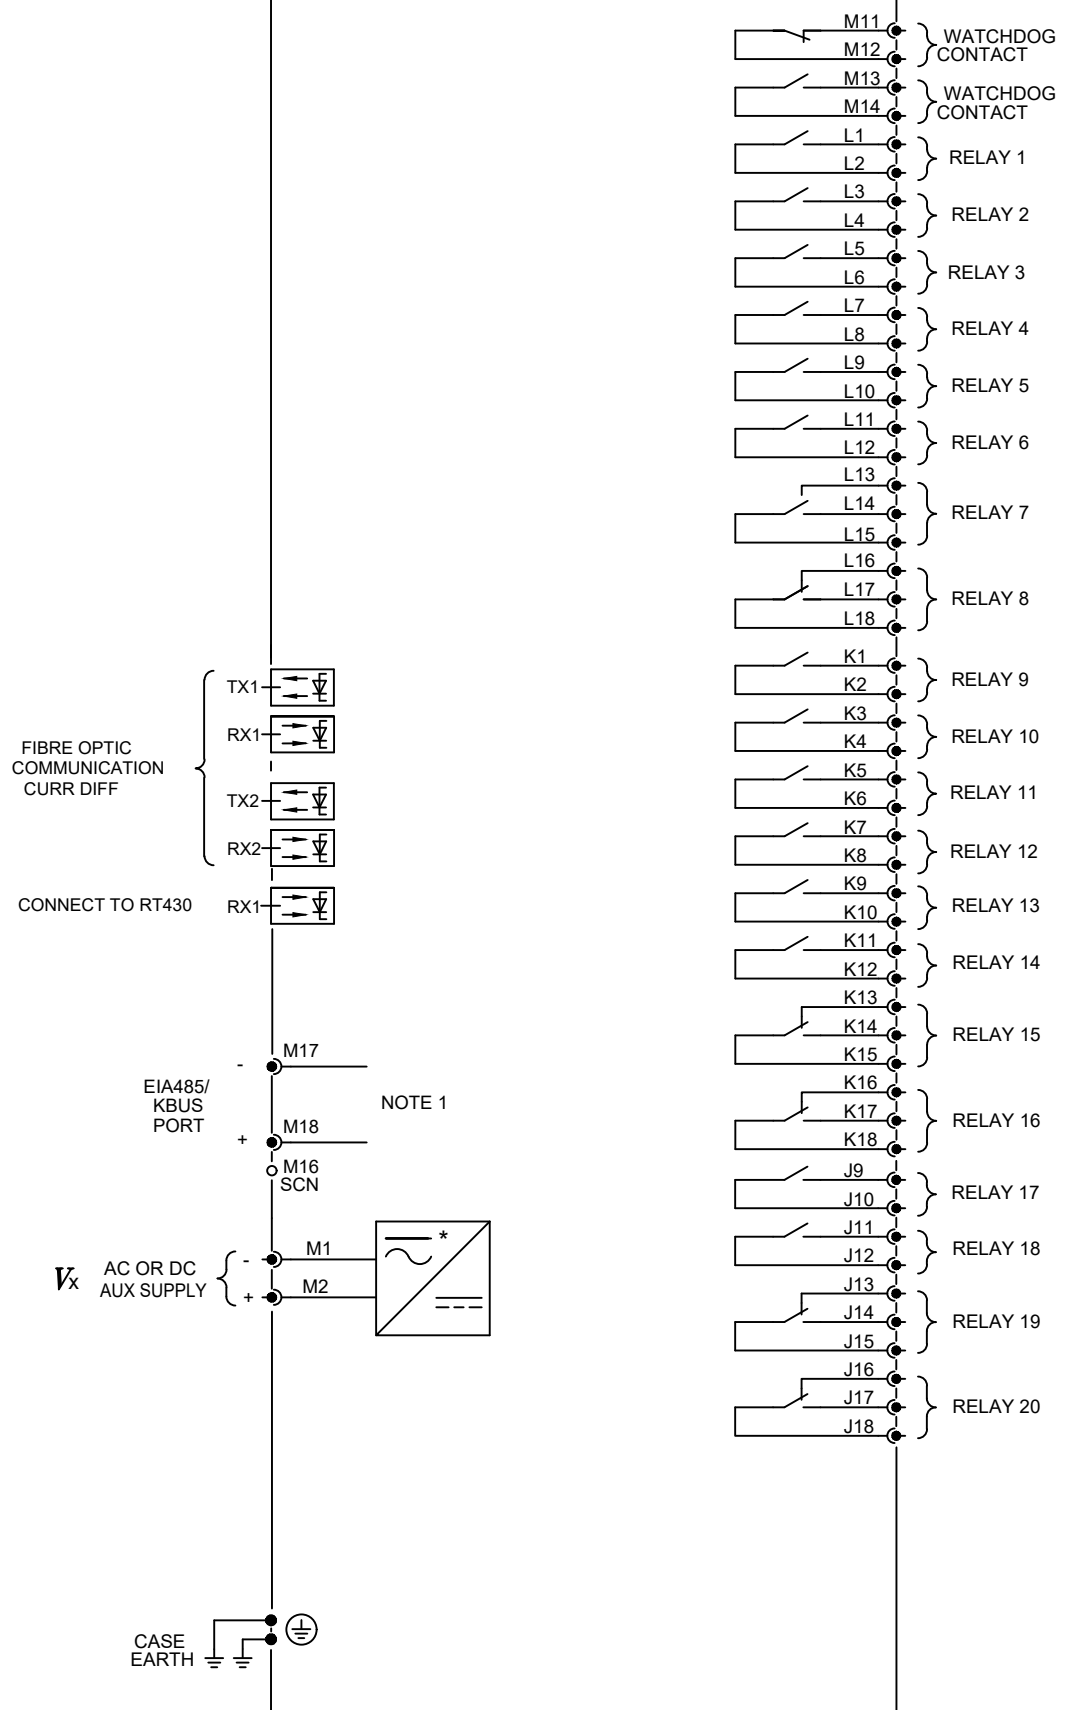 M11
M12
WATCHDOG
CONTACT
M13
M14
WATCHDOG
CONTACT
L1
L2
RELAY 1
L3
L4
RELAY 2
L5
L6
RELAY 3
L7
L8
RELAY 4
L9
L10
RELAY 5
L11
L12
RELAY 6
L13
L14
L15
RELAY 7
L16
L17
L18
RELAY 8
K1
K2
RELAY 9
K3
K4
RELAY 10
K5
K6
RELAY 11
K7
K8
RELAY 12
K9
K10
RELAY 13
K11
K12
RELAY 14
K13
K14
K15
RELAY 15
K16
K17
K18
RELAY 16
J9
J10
RELAY 17
J11
J12
RELAY 18
J13
J14
J15
RELAY 19
J16
J17
J18
RELAY 20
FIBRE OPTIC
COMMUNICATION
CURR DIFF
TX1
RX1
TX2
RX2
CONNECT TO RT430
RX1
EIA485/
KBUS
PORT
-
M17
+
M18
NOTE 1
M16
SCN
Vx
AC OR DC
AUX SUPPLY
-
M1
+
M2
*
CASE
EARTH